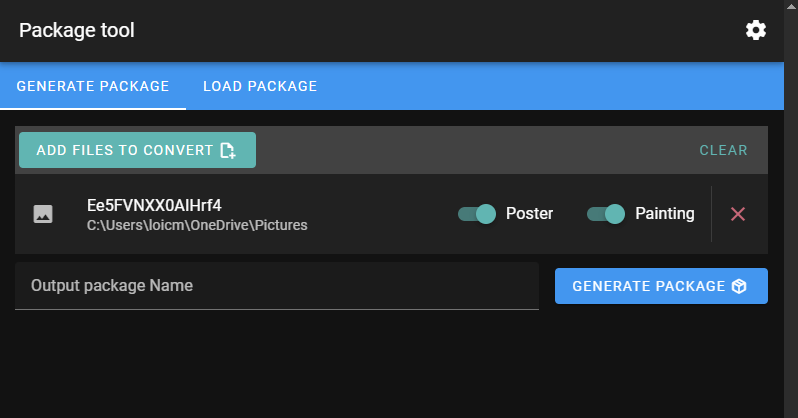 Package tool
GENERATE PACKAGE LOAD PACKAGE
ADD FILES TO CONVERT CLEAR
Ee5FVNXX0AIHrf4
C:\Users\loicm\OneDrive\Pictures
Poster Painting
Output package Name
GENERATE PACKAGE